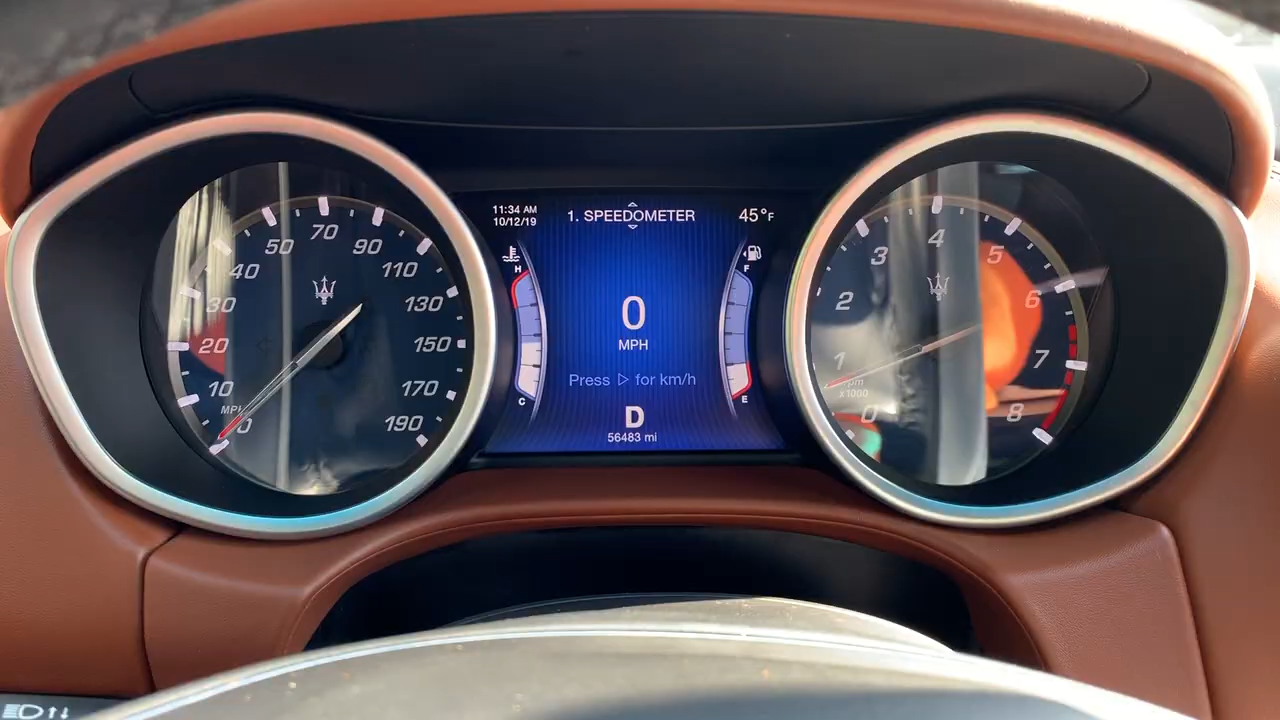 11:34 AM
10/12/19
1. SPEEDOMETER
45°F
H
C
0
MPH
Press ▷ for km/h
D
56483 mi
F
E
0
10
20
30
40
50
70
90
110
130
150
170
190
MPH
0
1
2
3
4
5
6
7
8
rpm
x1000